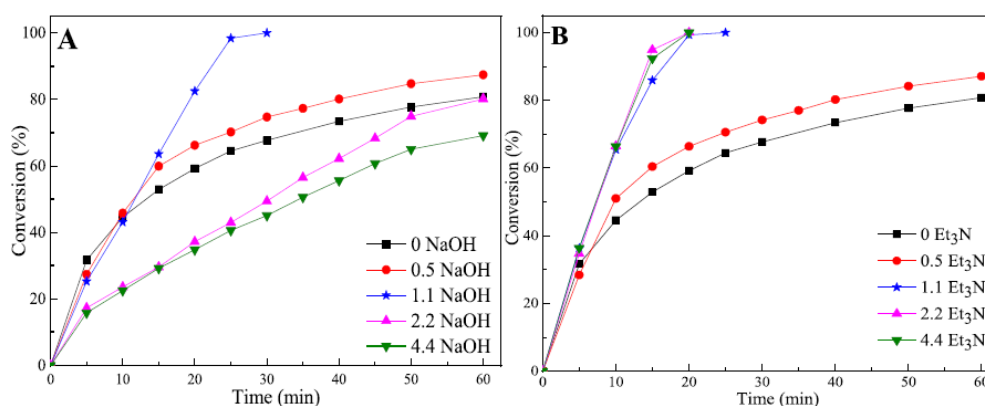 A
Conversion (%)
100
80
60
40
20
0
0 NaOH
0.5 NaOH
1.1 NaOH
2.2 NaOH
4.4 NaOH
0 10 20 30 40 50 60
Time (min)
B
Conversion (%)
100
80
60
40
20
0
0 Et₃N
0.5 Et₃N
1.1 Et₃N
2.2 Et₃N
4.4 Et₃N
0 10 20 30 40 50 60
Time (min)